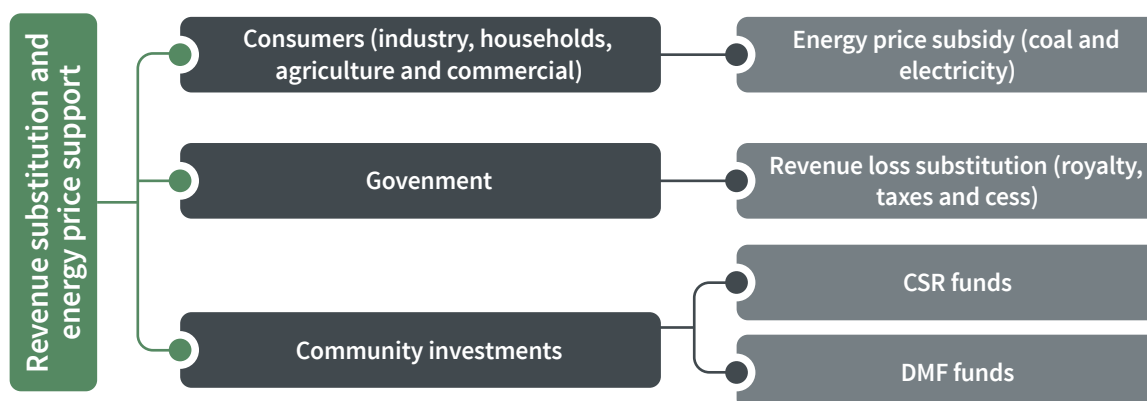 Revenue substitution and
energy price support
Consumers (industry, households,
agriculture and commercial)
Energy price subsidy (coal and
electricity)
Govenment
Revenue loss substitution (royalty,
taxes and cess)
Community investments
CSR funds
DMF funds